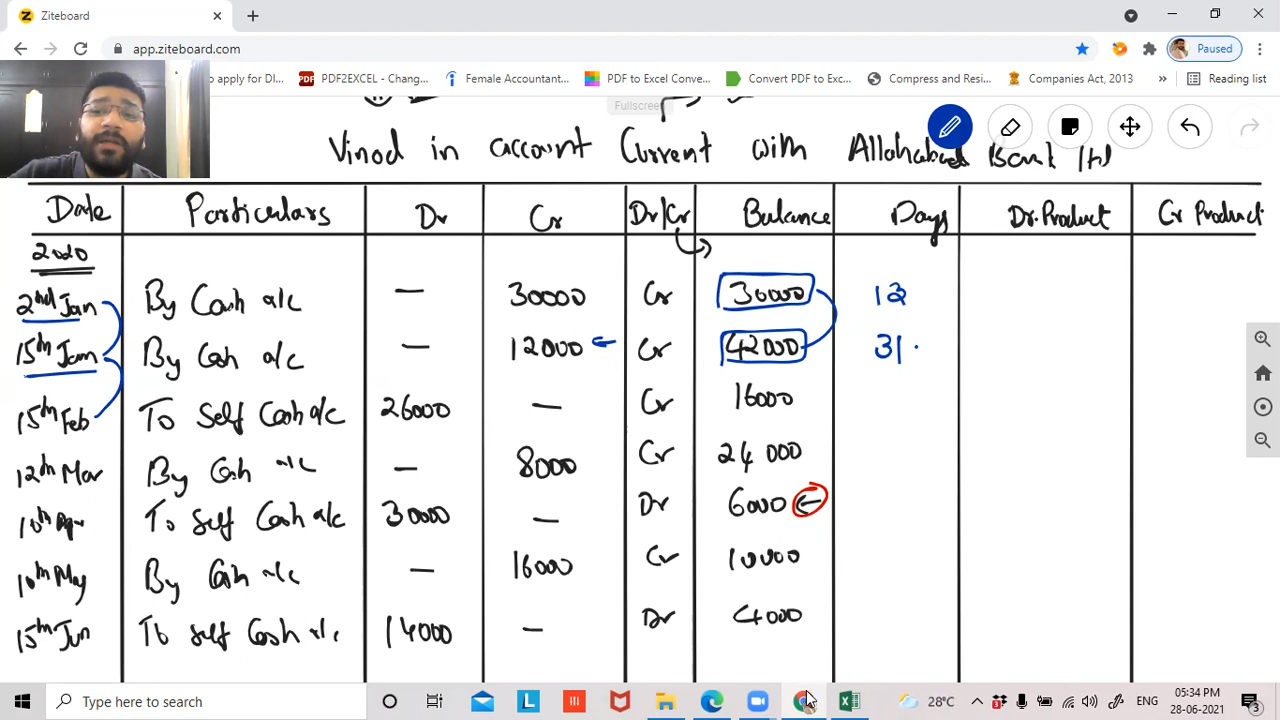 Ziteboard
app.ziteboard.com
Paused
to apply for DI...
PDF2EXCEL - Chang...
Female Accountant...
PDF to Excel Conve...
Convert PDF to Exc...
Compress and Resi...
Companies Act, 2013
Reading list
Fullscreen
Vinod in account Current with Allahabad Bank ltd
Date Particulars Dr Cr Dr/Cr Balance Days Dr. Product Cr Product
2020
2nd Jan By Cash a/c — 30000 Cr 30000 12
15th Jan By Cash a/c — 12000 Cr 42000 31
15th Feb To Self Cash a/c 26000 — Cr 16000
12th Mar By Cash a/c — 8000 Cr 24000
10th Apr To Self Cash a/c 30000 — Dr 6000
10th May By Cash a/c — 16000 Cr 10000
15th Jun To Self Cash a/c 14000 — Dr 4000
Type here to search
28°C
05:34 PM
28-06-2021
3